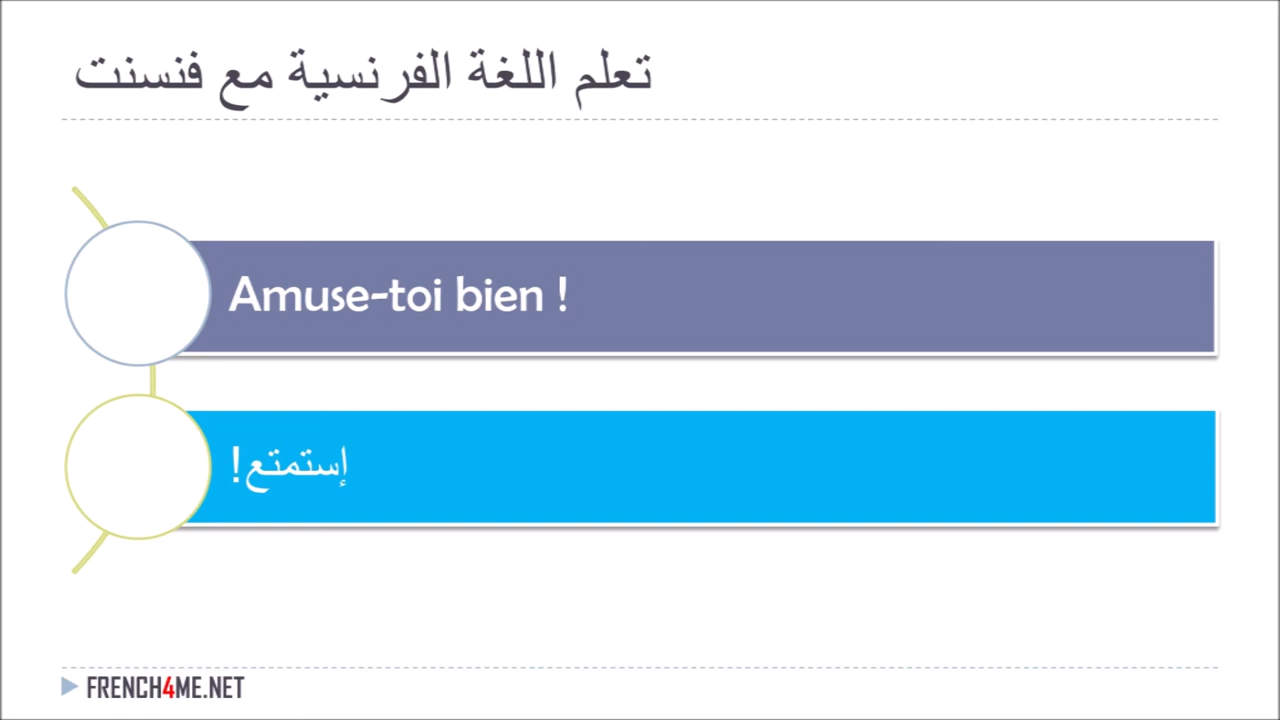 تعلم اللغة الفرنسية مع فنسنت
Amuse-toi bien !
إستمتع!
FRENCH4ME.NET